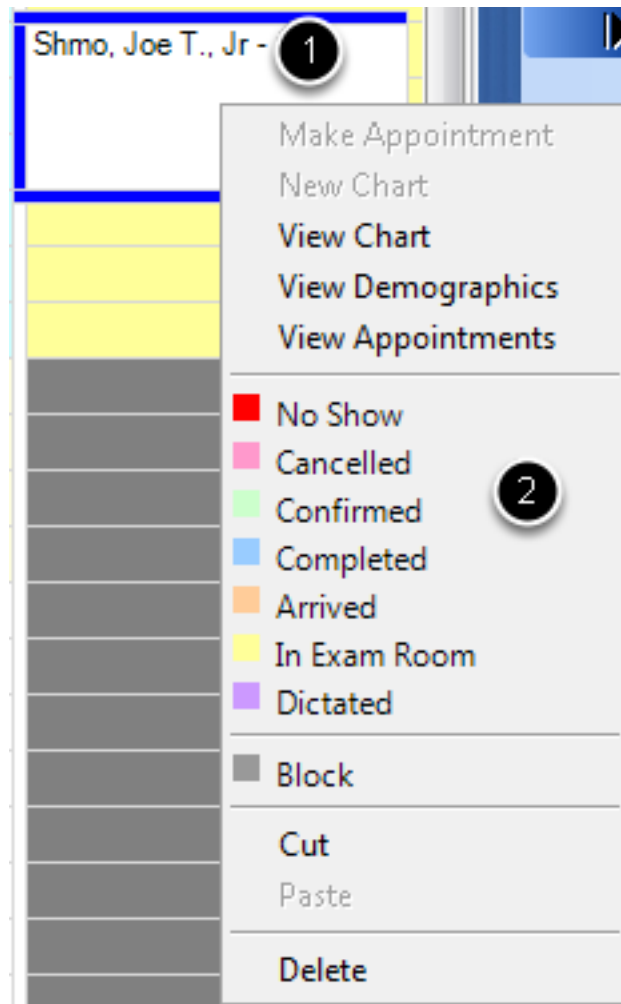 Shmo, Joe T., Jr - 1
Make Appointment
New Chart
View Chart
View Demographics
View Appointments
No Show
Cancelled
2
Confirmed
Completed
Arrived
In Exam Room
Dictated
Block
Cut
Paste
Delete